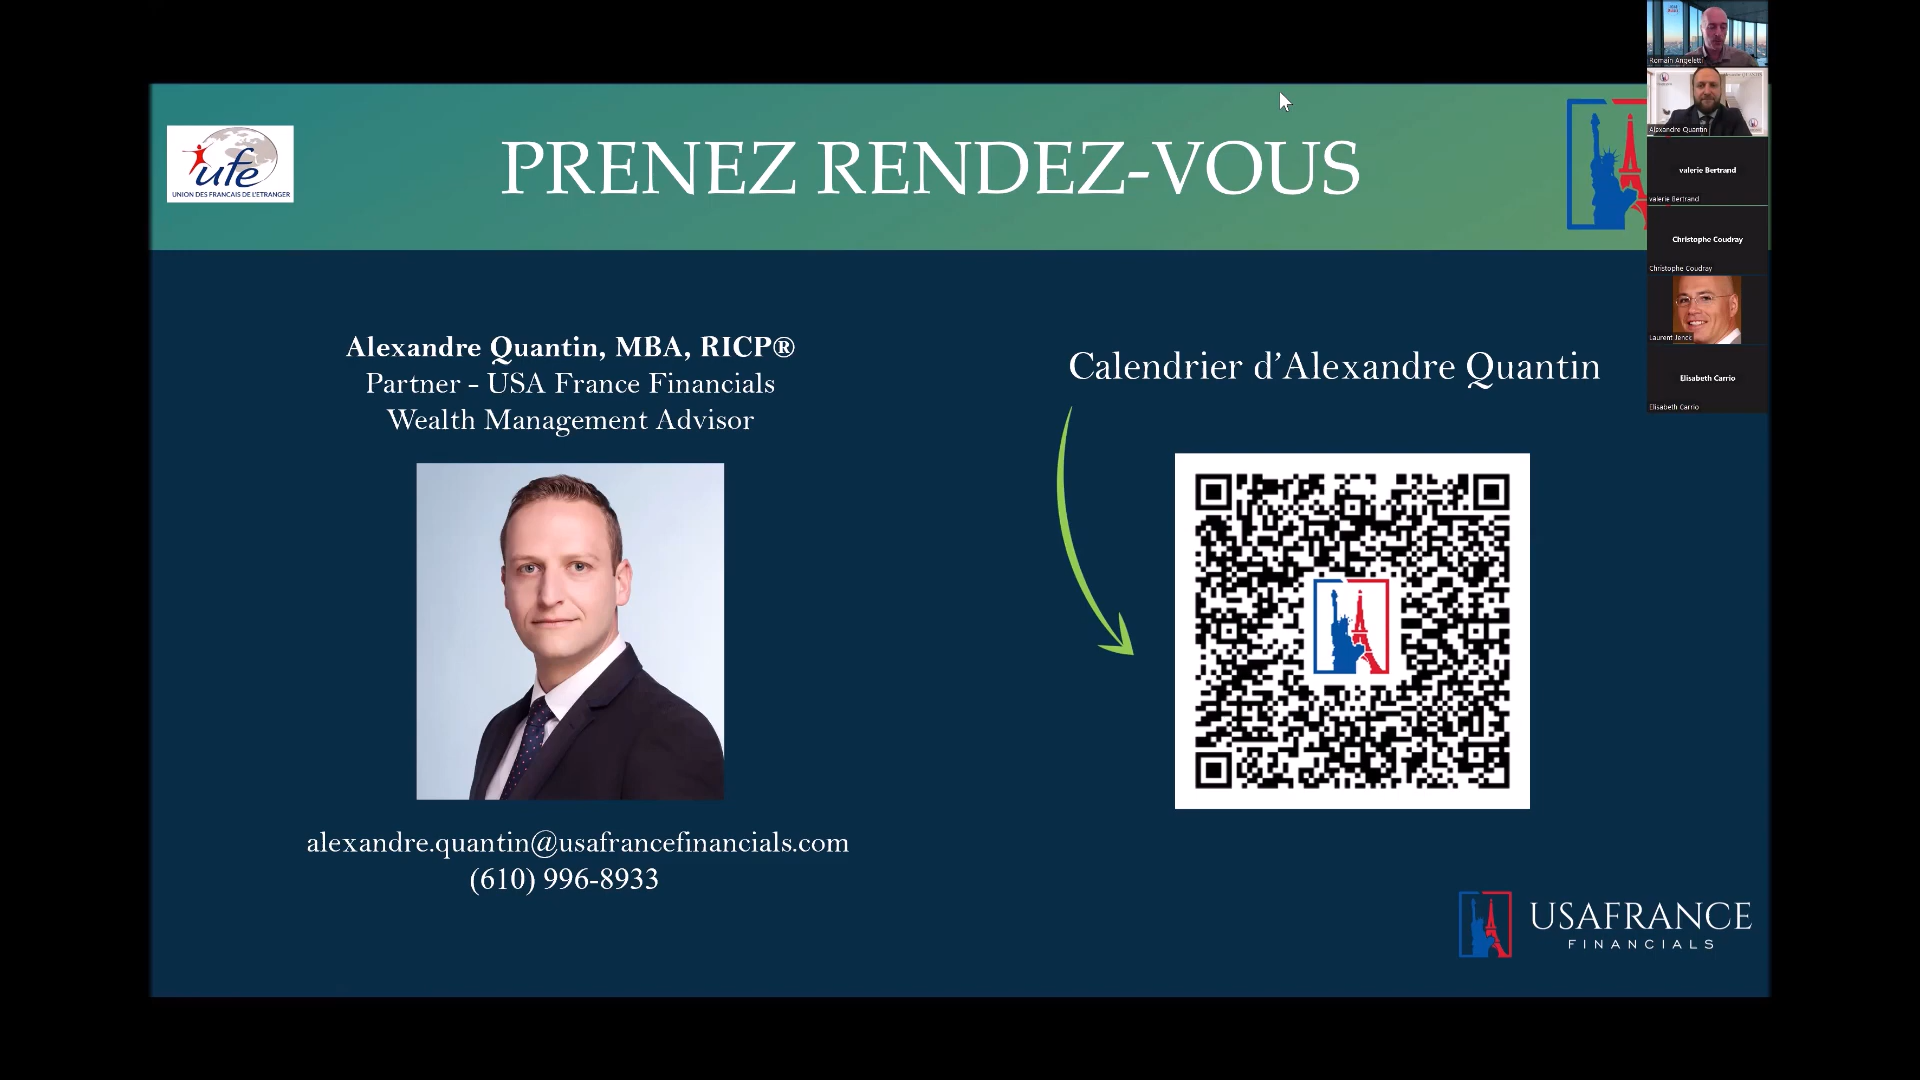 ufe
UNION DES FRANCAIS DE L'ETRANGER
PRENEZ RENDEZ-VOUS
Alexandre Quantin, MBA, RICP®
Partner - USA France Financials
Wealth Management Advisor
alexandre.quantin@usafrancefinancials.com
(610) 996-8933
Calendrier d'Alexandre Quantin
USAFRANCE
FINANCIALS
Romain Angeletti
Alexandre Quantin
valerie Bertrand
valerie Bertrand
Christophe Coudray
Christophe Coudray
Laurent Jenck
Elisabeth Carrio
Elisabeth Carrio